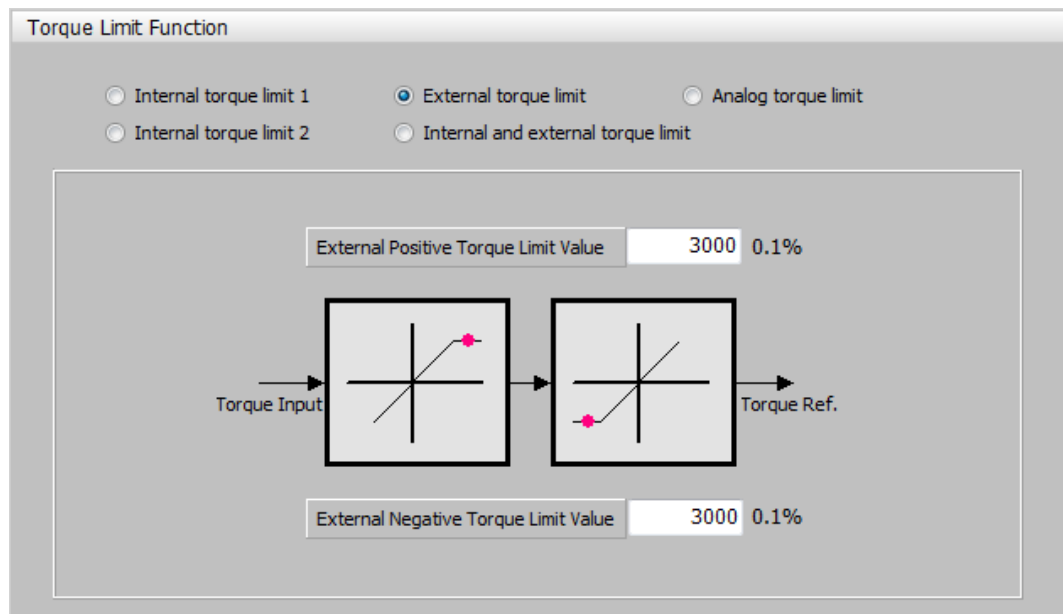 Torque Limit Function
Internal torque limit 1
External torque limit
Analog torque limit
Internal torque limit 2
Internal and external torque limit
External Positive Torque Limit Value 3000 0.1%
Torque Input
Torque Ref.
External Negative Torque Limit Value 3000 0.1%